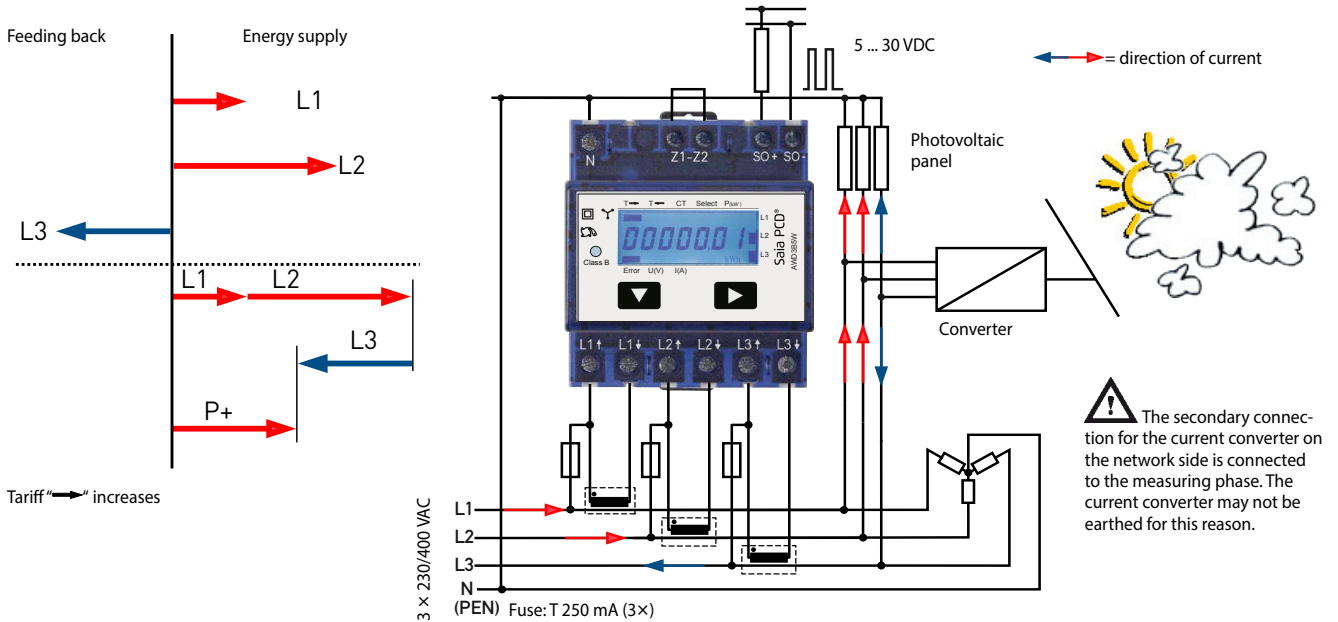 Feeding back
Energy supply
L1
L2
L3
L1
L2
L3
P+
Tariff "➞" increases
5 ... 30 VDC
= direction of current
N
Z1-Z2
SO+
SO-
Photovoltaic
panel
T
T
CT
Select
P(kW)
L1
L2
L3
000000.01
kWh
Class B
Error
U(V)
I(A)
Saia PCD®
AWD3B5W
Converter
L1↑
L1↓
L2↑
L2↓
L3↑
L3↓
The secondary connec-
tion for the current converter on
the network side is connected
to the measuring phase. The
current converter may not be
earthed for this reason.
3 × 230/400 VAC
L1
L2
L3
N
(PEN)
Fuse: T 250 mA (3×)